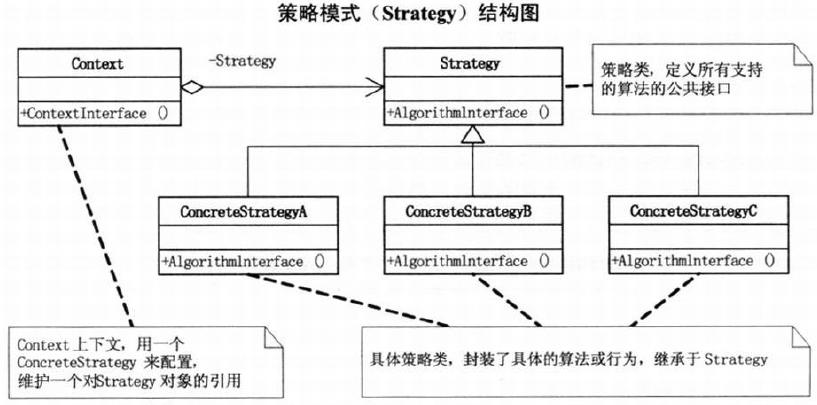 策略模式（Strategy）结构图
Context
-Strategy
Strategy
策略类，定义所有支持
的算法的公共接口
+ContextInterface ()
+AlgorithmInterface ()
ConcreteStrategyA
ConcreteStrategyB
ConcreteStrategyC
+AlgorithmInterface ()
+AlgorithmInterface ()
+AlgorithmInterface ()
Context 上下文，用一个
ConcreteStrategy 来配置，
维护一个对Strategy 对象的引用
具体策略类，封装了具体的算法或行为，继承于 Strategy